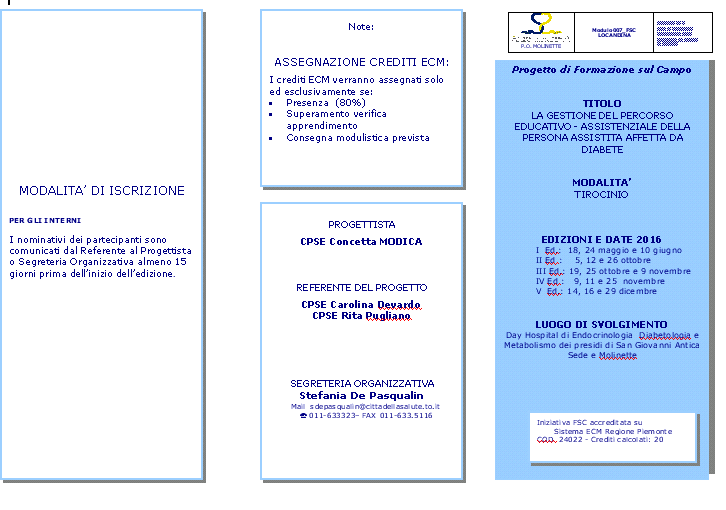 MODALITA’ DI ISCRIZIONE
PER GLI INTERNI
I nominativi dei partecipanti sono
comunicati dal Referente al Progettista
o Segreteria Organizzativa almeno 15
giorni prima dell’inizio dell’edizione.
Note:
ASSEGNAZIONE CREDITI ECM:
I crediti ECM verranno assegnati solo
ed esclusivamente se:
• Presenza (80%)
• Superamento verifica
apprendimento
• Consegna modulistica prevista
PROGETTISTA
CPSE Concetta MODICA
REFERENTE DEL PROGETTO
CPSE Carolina Devardo
CPSE Rita Pugliano
SEGRETERIA ORGANIZZATIVA
Stefania De Pasqualin
Mail sdepasqualin@cittadellasalute.to.it
☎ 011-633323- FAX 011-633.5116
P.O. MOLINETTE
Modulo 007_FSC
LOCANDINA
Progetto di Formazione sul Campo
TITOLO
LA GESTIONE DEL PERCORSO
EDUCATIVO - ASSISTENZIALE DELLA
PERSONA ASSISTITA AFFETTA DA
DIABETE
MODALITA’
TIROCINIO
EDIZIONI E DATE 2016
I Ed.: 18, 24 maggio e 10 giugno
II Ed.: 5, 12 e 26 ottobre
III Ed.: 19, 25 ottobre e 9 novembre
IV Ed.: 9, 11 e 25 novembre
V Ed.: 14, 16 e 29 dicembre
LUOGO DI SVOLGIMENTO
Day Hospital di Endocrinologia Diabetologia e
Metabolismo dei presidi di San Giovanni Antica
Sede e Molinette
Iniziativa FSC accreditata su
Sistema ECM Regione Piemonte
COD. 24022 - Crediti calcolati: 20